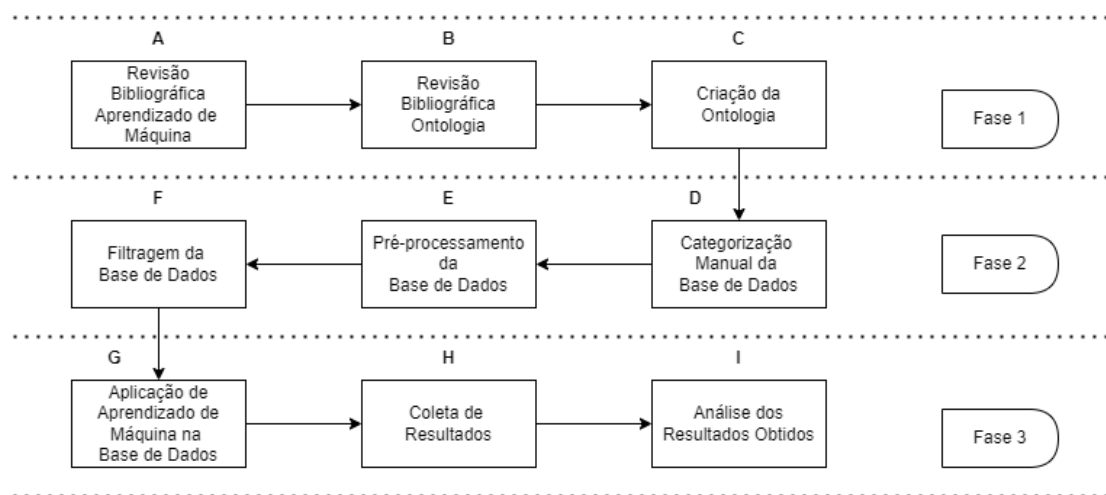 A
B
C
Revisão
Bibliográfica
Aprendizado de
Máquina
Revisão
Bibliográfica
Ontologia
Criação da
Ontologia
Fase 1
D
E
F
Categorização
Manual da
Base de Dados
Pré-processamento
da
Base de Dados
Filtragem da
Base de Dados
Fase 2
G
H
I
Aplicação de
Aprendizado de
Máquina na
Base de Dados
Coleta de
Resultados
Análise dos
Resultados Obtidos
Fase 3